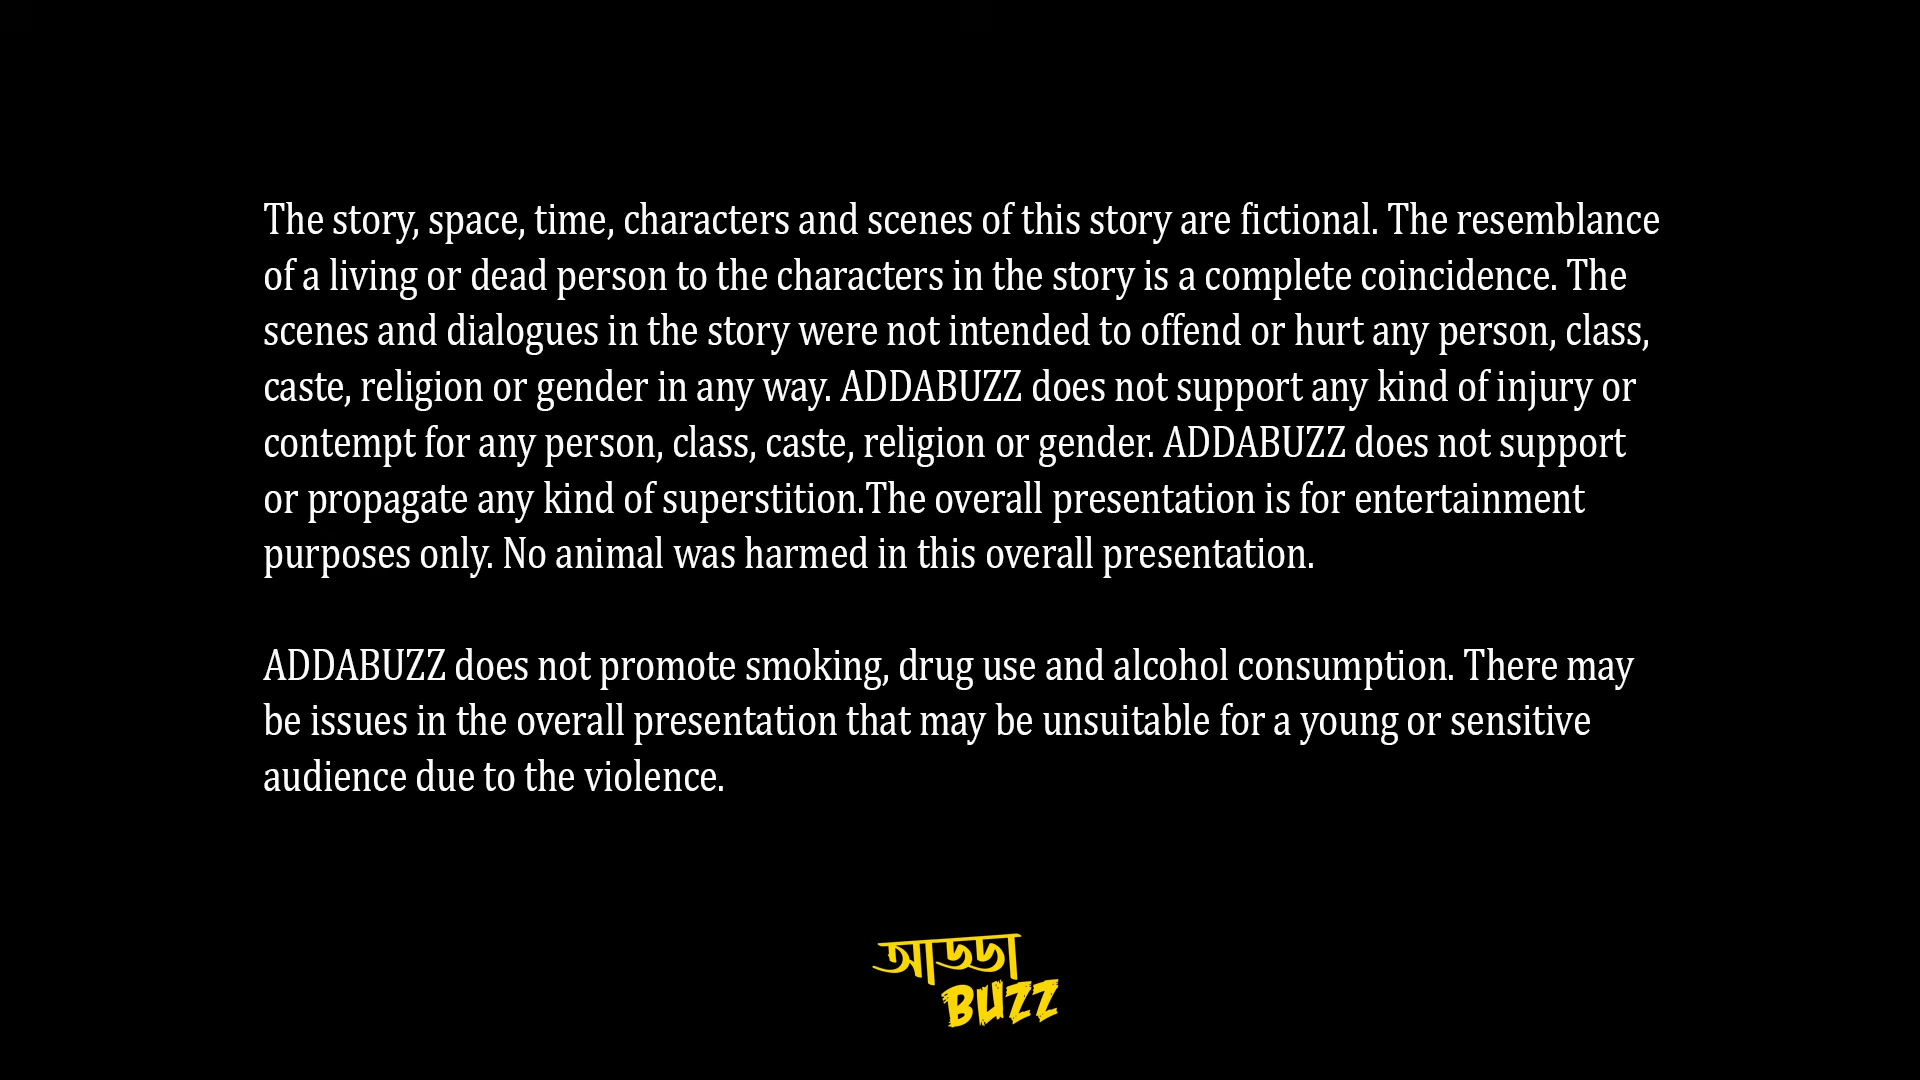 The story, space, time, characters and scenes of this story are fictional. The resemblance
of a living or dead person to the characters in the story is a complete coincidence. The
scenes and dialogues in the story were not intended to offend or hurt any person, class,
caste, religion or gender in any way. ADDABUZZ does not support any kind of injury or
contempt for any person, class, caste, religion or gender. ADDABUZZ does not support
or propagate any kind of superstition.The overall presentation is for entertainment
purposes only. No animal was harmed in this overall presentation.
ADDABUZZ does not promote smoking, drug use and alcohol consumption. There may
be issues in the overall presentation that may be unsuitable for a young or sensitive
audience due to the violence.
আড্ডা
BUZZ